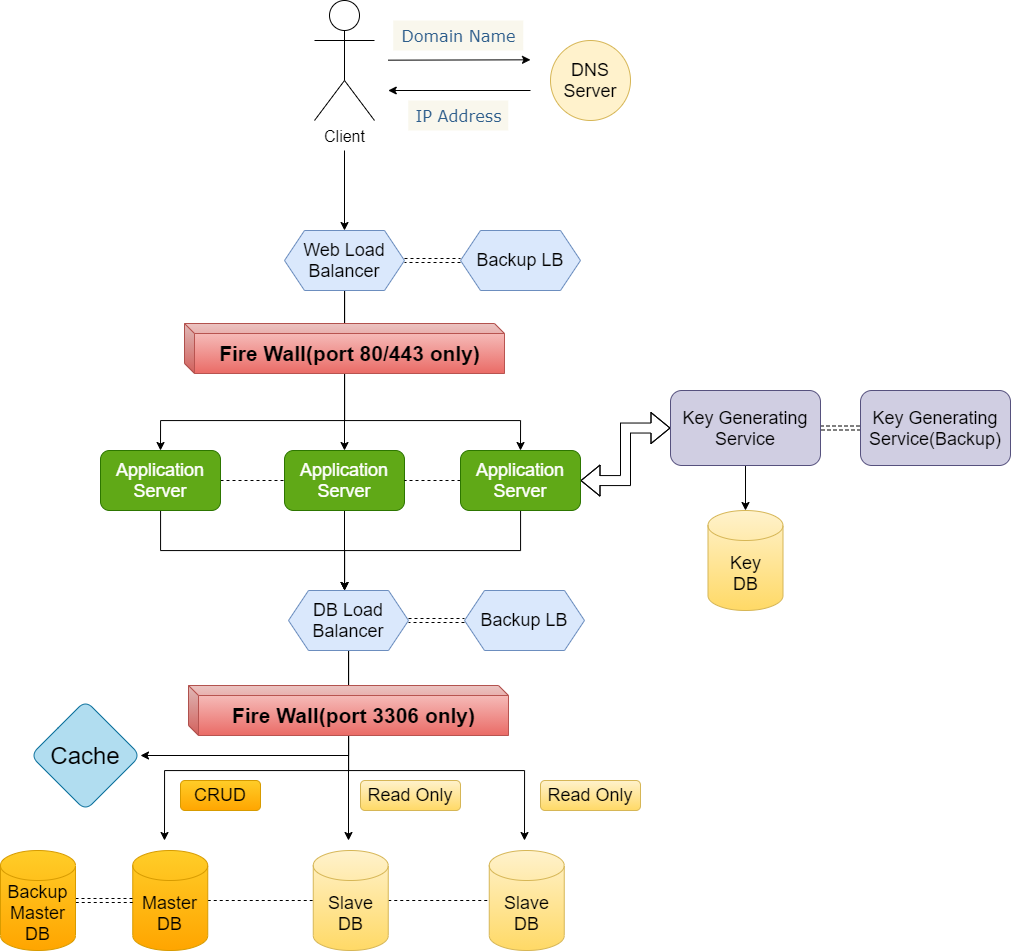 Domain Name
DNS
Server
IP Address
Client
Web Load
Balancer
Backup LB
Fire Wall(port 80/443 only)
Key Generating
Service
Key Generating
Service(Backup)
Application
Server
Application
Server
Application
Server
Key
DB
DB Load
Balancer
Backup LB
Fire Wall(port 3306 only)
Cache
CRUD
Read Only
Read Only
Backup
Master
DB
Master
DB
Slave
DB
Slave
DB